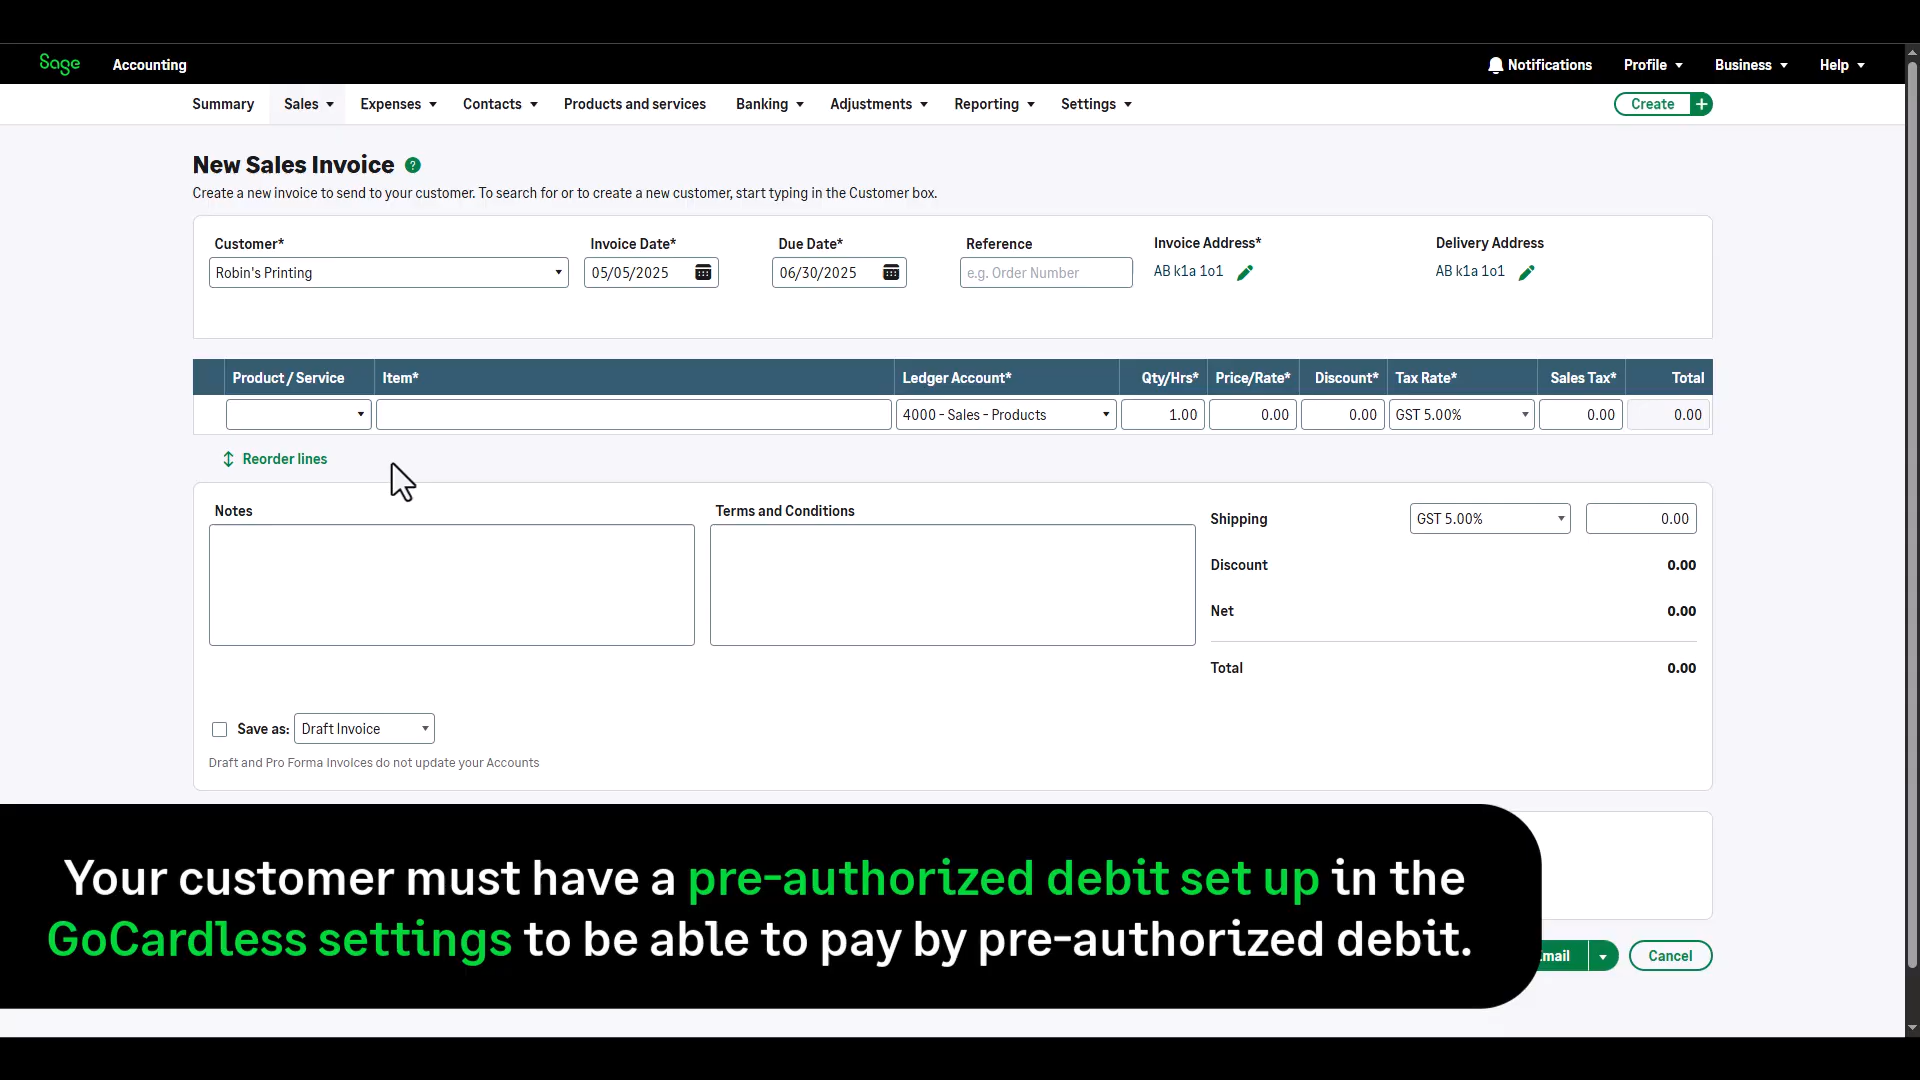 Sage Accounting Notifications Profile Business Help
Summary Sales Expenses Contacts Products and services Banking Adjustments Reporting Settings Create +
New Sales Invoice ?
Create a new invoice to send to your customer. To search for or to create a new customer, start typing in the Customer box.
Customer* Invoice Date* Due Date* Reference Invoice Address* Delivery Address
Robin's Printing 05/05/2025 06/30/2025 e.g. Order Number AB k1a 1o1 AB k1a 1o1
Product / Service Item* Ledger Account* Qty/Hrs* Price/Rate* Discount* Tax Rate* Sales Tax* Total
4000 - Sales - Products 1.00 0.00 0.00 GST 5.00% 0.00 0.00
Reorder lines
Notes Terms and Conditions
Shipping GST 5.00% 0.00
Discount 0.00
Net 0.00
Total 0.00
Save as: Draft Invoice
Draft and Pro Forma Invoices do not update your Accounts
Your customer must have a pre-authorized debit set up in the
GoCardless settings to be able to pay by pre-authorized debit.
Cancel